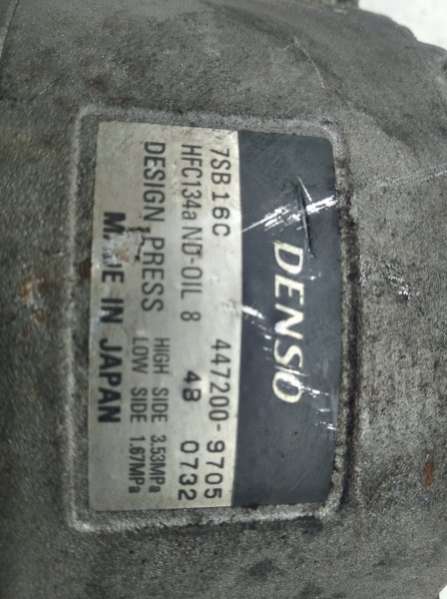 DENSO
7SB16C 447200-9705
HFC134a ND-OIL 8 48 0732
DESIGN PRESS HIGH SIDE 3.53MPa
LOW SIDE 1.67MPa
MADE IN JAPAN